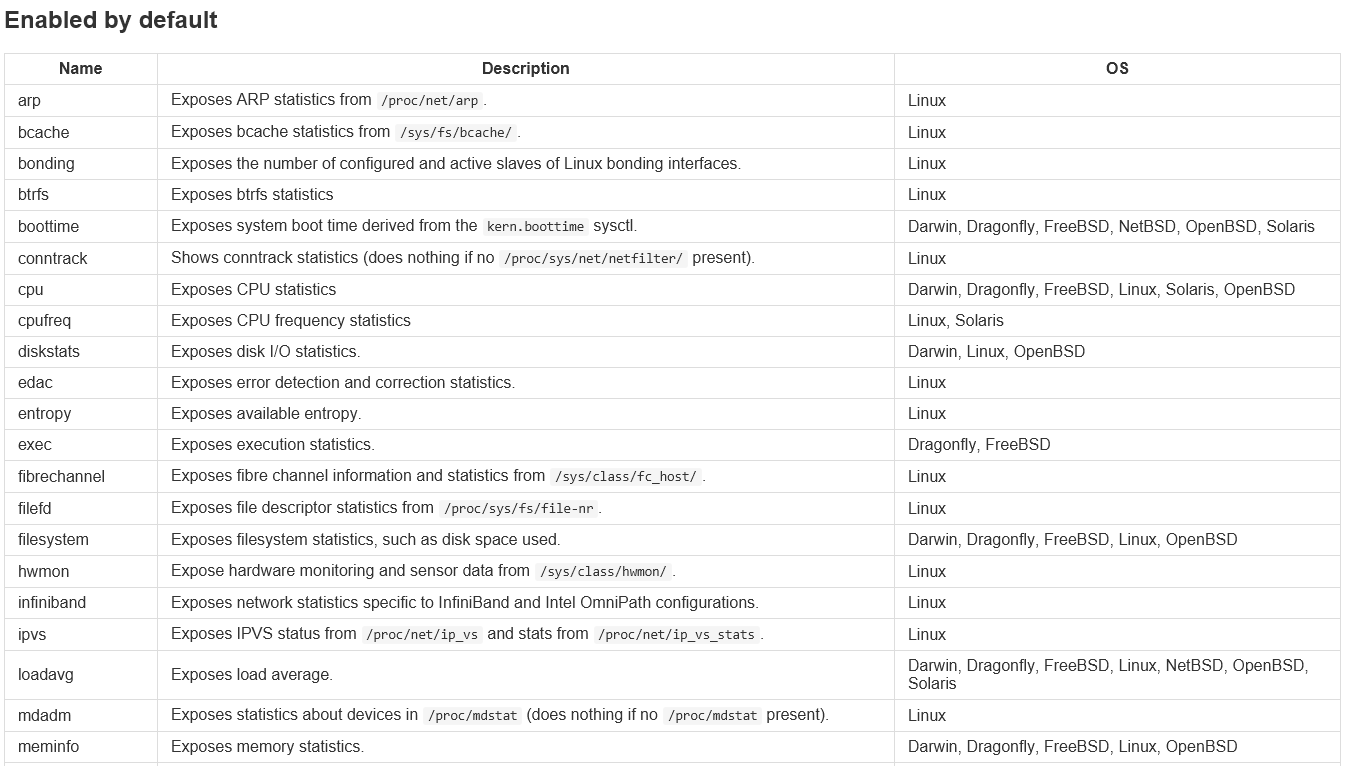 Enabled by default
Name Description OS
arp Exposes ARP statistics from /proc/net/arp . Linux
bcache Exposes bcache statistics from /sys/fs/bcache/ . Linux
bonding Exposes the number of configured and active slaves of Linux bonding interfaces. Linux
btrfs Exposes btrfs statistics Linux
boottime Exposes system boot time derived from the kern.boottime sysctl. Darwin, Dragonfly, FreeBSD, NetBSD, OpenBSD, Solaris
conntrack Shows conntrack statistics (does nothing if no /proc/sys/net/netfilter/ present). Linux
cpu Exposes CPU statistics Darwin, Dragonfly, FreeBSD, Linux, Solaris, OpenBSD
cpufreq Exposes CPU frequency statistics Linux, Solaris
diskstats Exposes disk I/O statistics. Darwin, Linux, OpenBSD
edac Exposes error detection and correction statistics. Linux
entropy Exposes available entropy. Linux
exec Exposes execution statistics. Dragonfly, FreeBSD
fibrechannel Exposes fibre channel information and statistics from /sys/class/fc_host/ . Linux
filefd Exposes file descriptor statistics from /proc/sys/fs/file-nr . Linux
filesystem Exposes filesystem statistics, such as disk space used. Darwin, Dragonfly, FreeBSD, Linux, OpenBSD
hwmon Expose hardware monitoring and sensor data from /sys/class/hwmon/ . Linux
infiniband Exposes network statistics specific to InfiniBand and Intel OmniPath configurations. Linux
ipvs Exposes IPVS status from /proc/net/ip_vs and stats from /proc/net/ip_vs_stats . Linux
loadavg Exposes load average. Darwin, Dragonfly, FreeBSD, Linux, NetBSD, OpenBSD,
Solaris
mdadm Exposes statistics about devices in /proc/mdstat (does nothing if no /proc/mdstat present). Linux
meminfo Exposes memory statistics. Darwin, Dragonfly, FreeBSD, Linux, OpenBSD